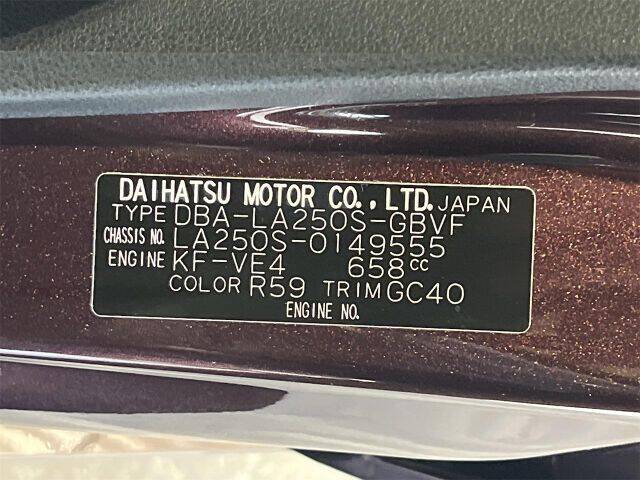 DAIHATSU MOTOR CO., LTD. JAPAN
TYPE DBA-LA250S-GBVF
CHASSIS NO. LA250S-0149555
ENGINE KF-VE4 658cc
COLOR R59 TRIM GC40
ENGINE NO.